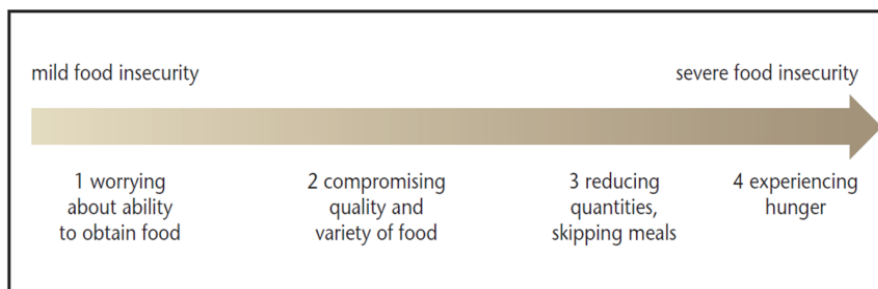 mild food insecurity
severe food insecurity
1 worrying
about ability
to obtain food
2 compromising
quality and
variety of food
3 reducing
quantities,
skipping meals
4 experiencing
hunger